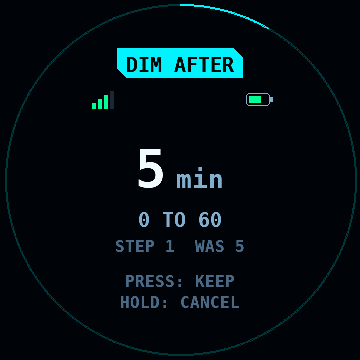 DIM AFTER
5 min
0 TO 60
STEP 1  WAS 5
PRESS: KEEP
HOLD: CANCEL